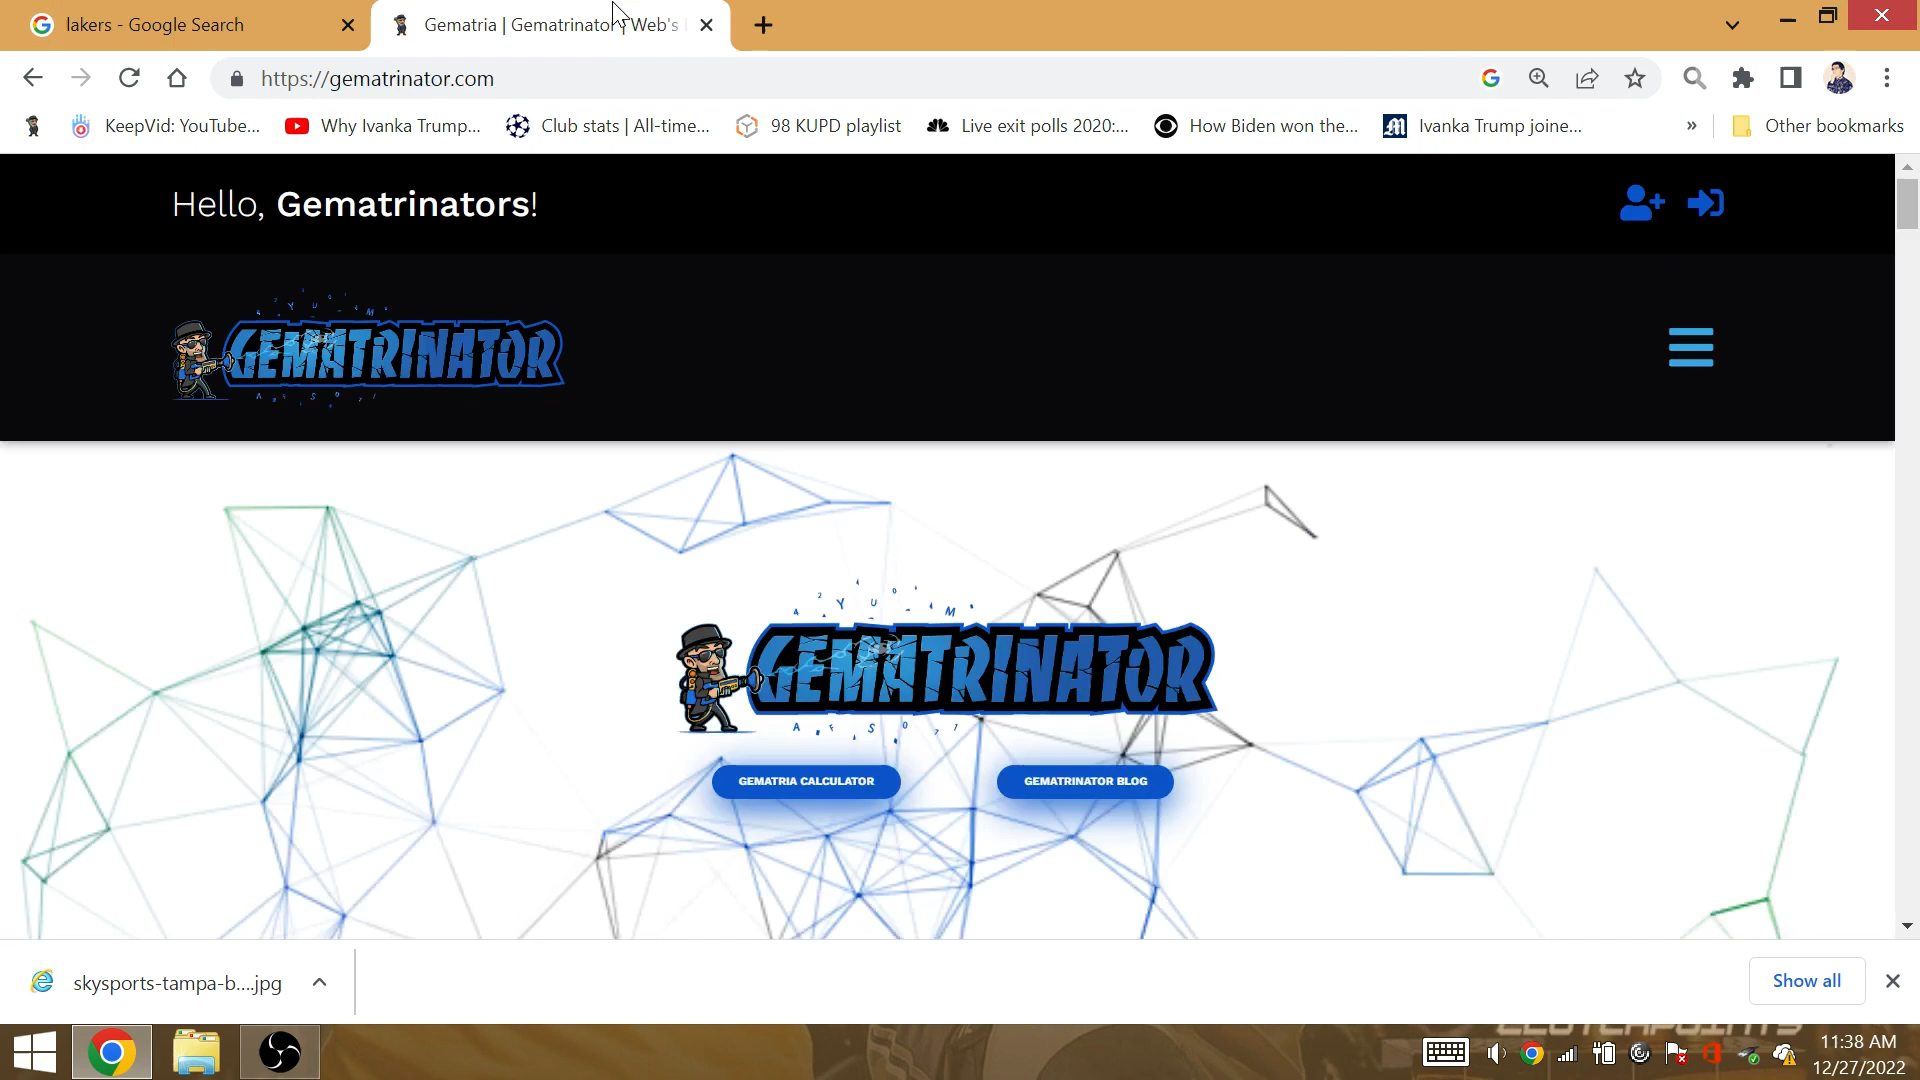 lakers - Google Search
Gematria | Gematrinator | Web's
https://gematrinator.com
KeepVid: YouTube...
Why Ivanka Trump...
Club stats | All-time...
98 KUPD playlist
Live exit polls 2020:...
How Biden won the...
Ivanka Trump joine...
»
Other bookmarks
Hello, Gematrinators!
GEMATRINATOR
GEMATRINATOR
GEMATRIA CALCULATOR
GEMATRINATOR BLOG
skysports-tampa-b....jpg
Show all
CLUTCHPOINTS
11:38 AM
12/27/2022